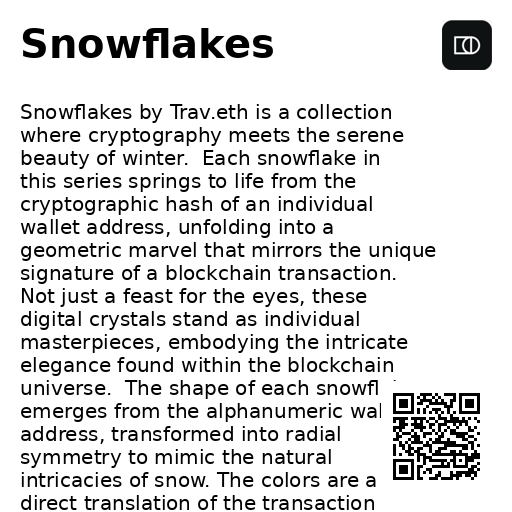 Snowflakes
Snowflakes by Trav.eth is a collection
where cryptography meets the serene
beauty of winter.  Each snowflake in
this series springs to life from the
cryptographic hash of an individual
wallet address, unfolding into a
geometric marvel that mirrors the unique
signature of a blockchain transaction.
Not just a feast for the eyes, these
digital crystals stand as individual
masterpieces, embodying the intricate
elegance found within the blockchain
universe.  The shape of each
emerges from the alphanumeric
address, transformed into radial
symmetry to mimic the natural
intricacies of snow. The colors are a
direct translation of the transaction